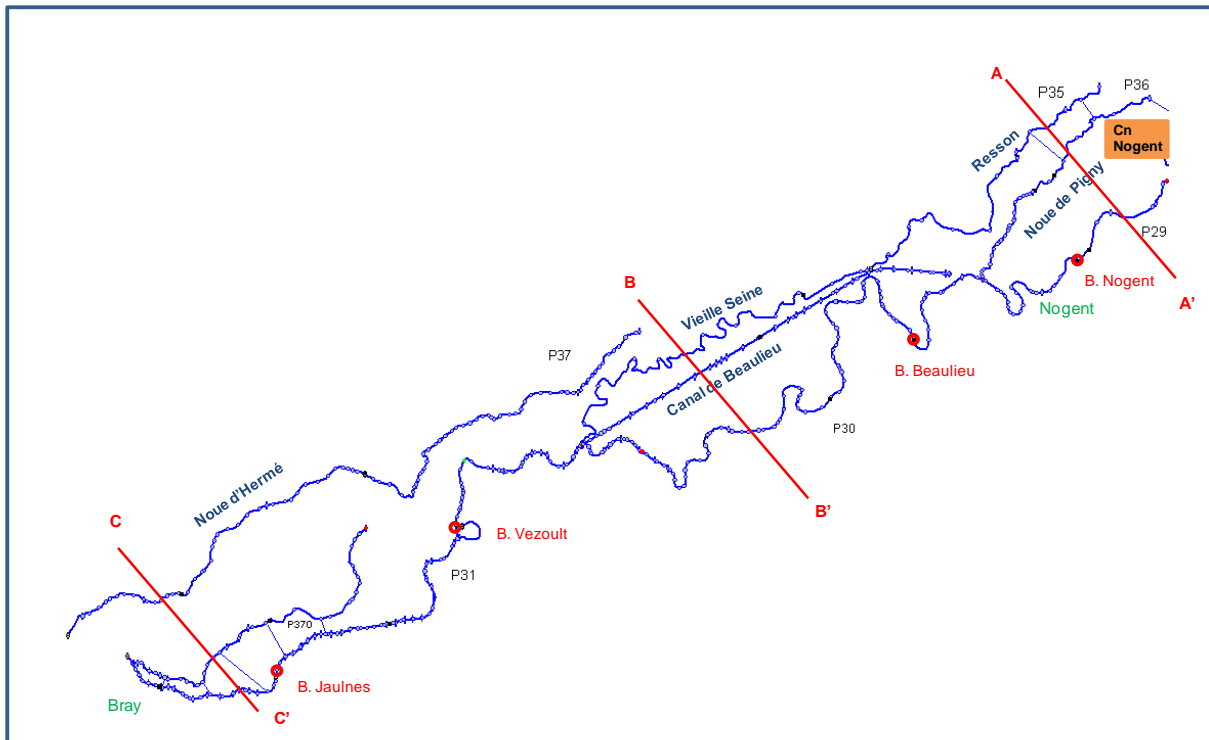 A
P35
P36
Cn
Nogent
Resson
Noue de Pigny
P29
B. Nogent
Nogent
A’
B
Vieille Seine
P37
Canal de Beaulieu
B. Beaulieu
P30
B’
Noue d'Hermé
C
B. Vezoult
P31
P370
B. Jaulnes
Bray
C’